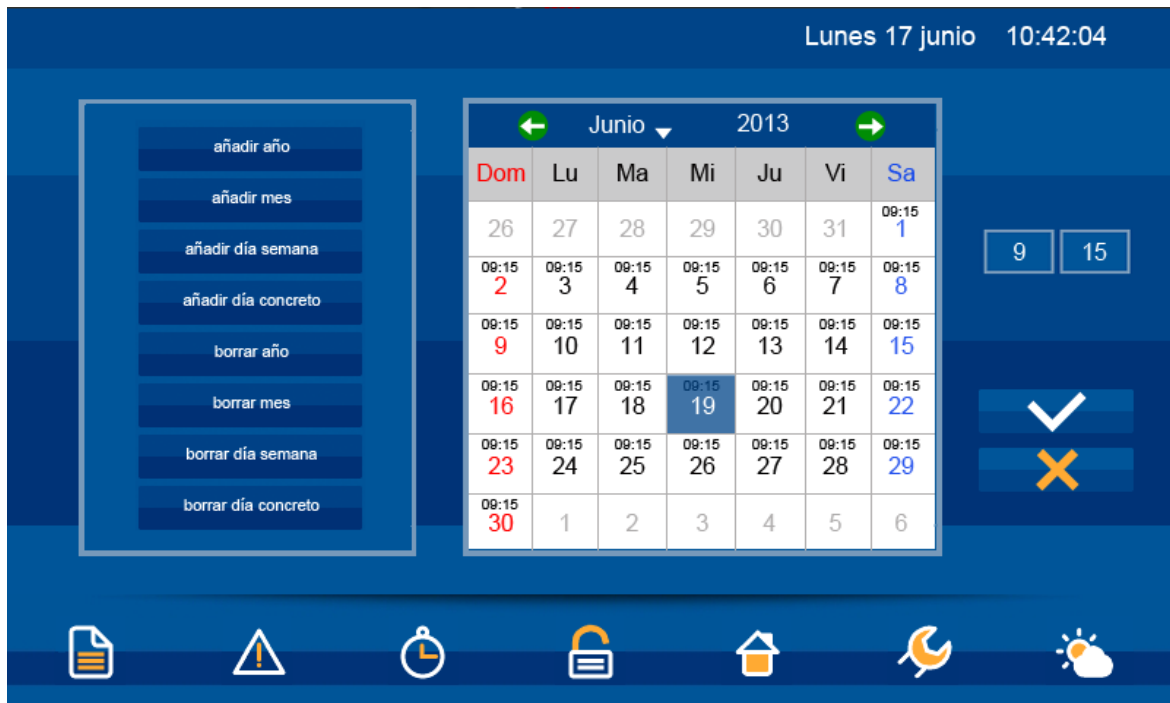 Lunes 17 junio 10:42:04
añadir año
añadir mes
añadir día semana
añadir día concreto
borrar año
borrar mes
borrar día semana
borrar día concreto
Junio 2013
Dom Lu Ma Mi Ju Vi Sa
09:15
26 27 28 29 30 31 1
09:15 09:15 09:15 09:15 09:15 09:15 09:15
2 3 4 5 6 7 8
09:15 09:15 09:15 09:15 09:15 09:15 09:15
9 10 11 12 13 14 15
09:15 09:15 09:15 09:15 09:15 09:15 09:15
16 17 18 19 20 21 22
09:15 09:15 09:15 09:15 09:15 09:15 09:15
23 24 25 26 27 28 29
09:15
30 1 2 3 4 5 6
9 15